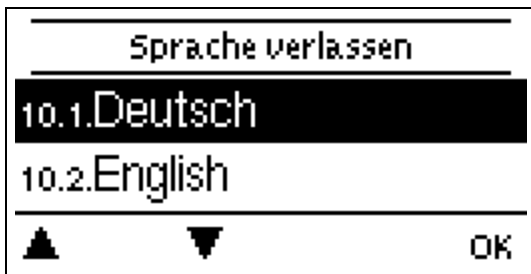 Sprache verlassen
10.1.Deutsch
10.2.English
▲ ▼ OK